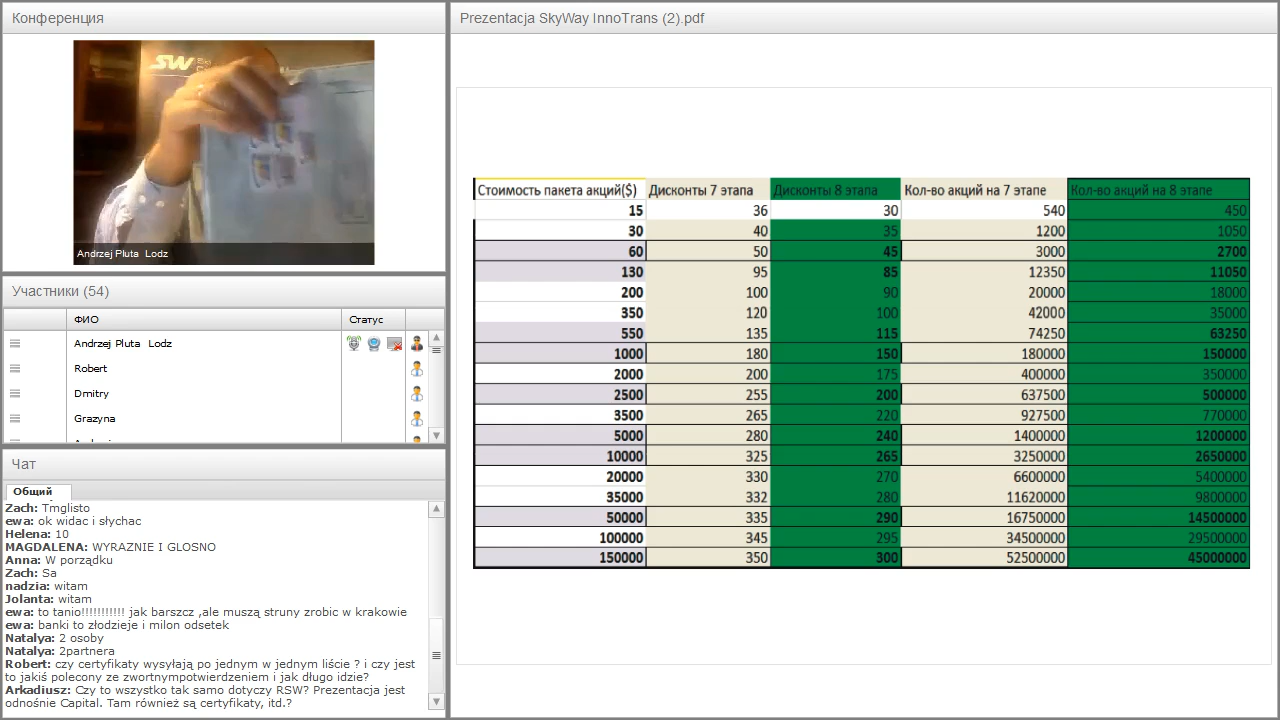 Конференция
SW
Andrzej Pluta Lodz
Участники (54)
ФИО Статус
Andrzej Pluta Lodz
Robert
Dmitry
Grazyna
Чат
Общий
Zach: Tmglisto
ewa: ok widac i słychac
Helena: 10
MAGDALENA: WYRAZNIE I GLOSNO
Anna: W porządku
Zach: Sa
nadzia: witam
Jolanta: witam
ewa: to tanio!!!!!!!!!!! jak barszcz ,ale muszą struny zrobic w krakowie
ewa: banki to złodzieje i milon odsetek
Natalya: 2 osoby
Natalya: 2partnera
Robert: czy certyfikaty wysyłają po jednym w jednym liście ? i czy jest
to jakiś polecony ze zwortnympotwierdzeniem i jak długo idzie?
Arkadiusz: Czy to wszystko tak samo dotyczy RSW? Prezentacja jest
odnośnie Capital. Tam również są certyfikaty, itd.?
Prezentacja SkyWay InnoTrans (2).pdf
Стоимость пакета акций($) Дисконты 7 этапа Дисконты 8 этапа Кол-во акций на 7 этапе Кол-во акций на 8 этапе
15 36 30 540 450
30 40 35 1200 1050
60 50 45 3000 2700
130 95 85 12350 11050
200 100 90 20000 18000
350 120 100 42000 35000
550 135 115 74250 63250
1000 180 150 180000 150000
2000 200 175 400000 350000
2500 255 200 637500 500000
3500 265 220 927500 770000
5000 280 240 1400000 1200000
10000 325 265 3250000 2650000
20000 330 270 6600000 5400000
35000 332 280 11620000 9800000
50000 335 290 16750000 14500000
100000 345 295 34500000 29500000
150000 350 300 52500000 45000000